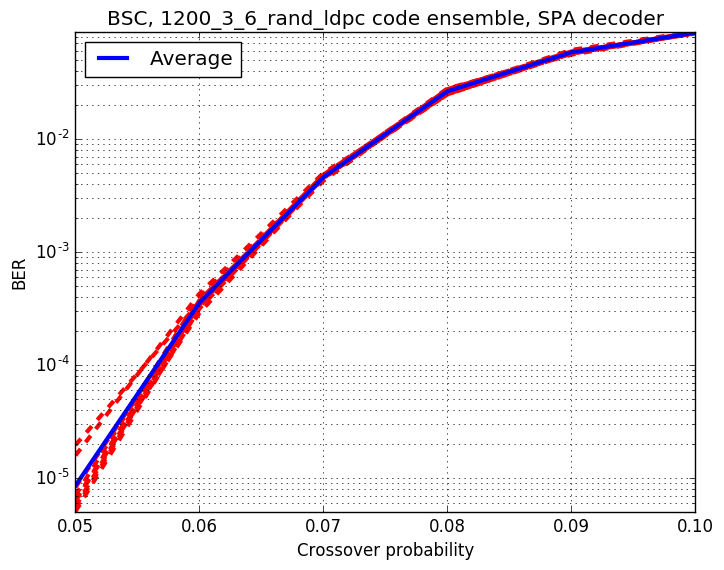 BSC, 1200_3_6_rand_ldpc code ensemble, SPA decoder
Average
10^-2
10^-3
10^-4
10^-5
BER
0.05 0.06 0.07 0.08 0.09 0.10
Crossover probability